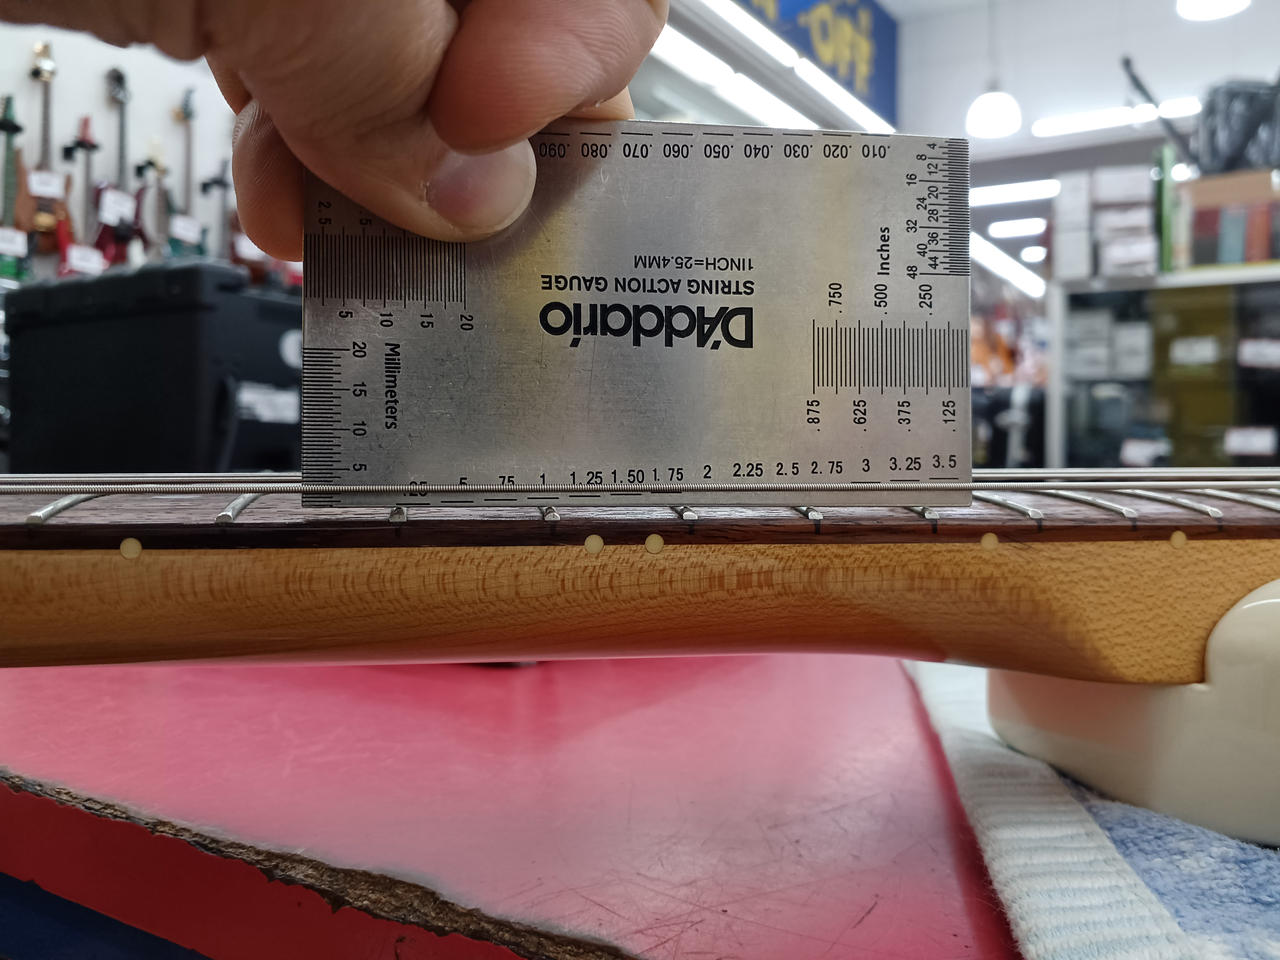 OFF
.090 .080 .070 .060 .050 .040 .030 .020 .010
4 8 12 16 20 24 28 32 36 40 44 48
Inches
.750 .500 .250
.875 .625 .375 .125
1INCH=25.4MM
STRING ACTION GAUGE
D'Addario
2.5
5 10 15 20
Millimeters
20 15 10 5
.25 .5 .75 1 1.25 1.50 1.75 2 2.25 2.5 2.75 3 3.25 3.5